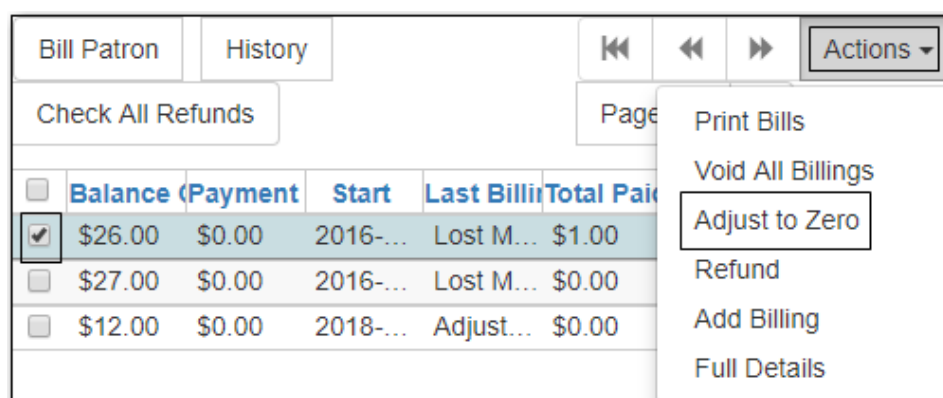 Bill Patron History Actions
Check All Refunds Page
Print Bills
Void All Billings
Adjust to Zero
Refund
Add Billing
Full Details
Balance Payment Start Last Billin Total Paid
$26.00 $0.00 2016-... Lost M... $1.00
$27.00 $0.00 2016-... Lost M... $0.00
$12.00 $0.00 2018-... Adjust... $0.00